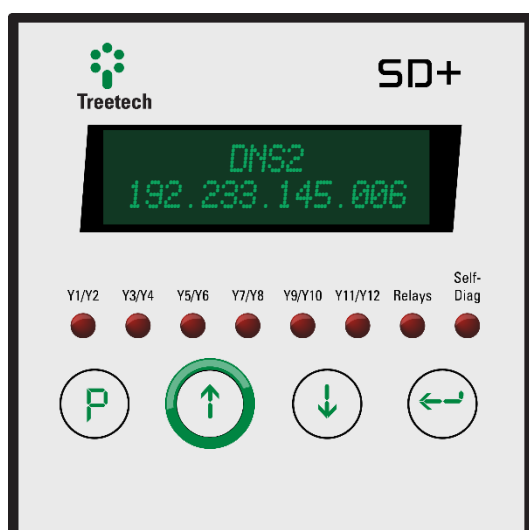 Treetech
SD+
DNS2
192.233.145.006
Y1/Y2 Y3/Y4 Y5/Y6 Y7/Y8 Y9/Y10 Y11/Y12 Relays Self-
Diag
P